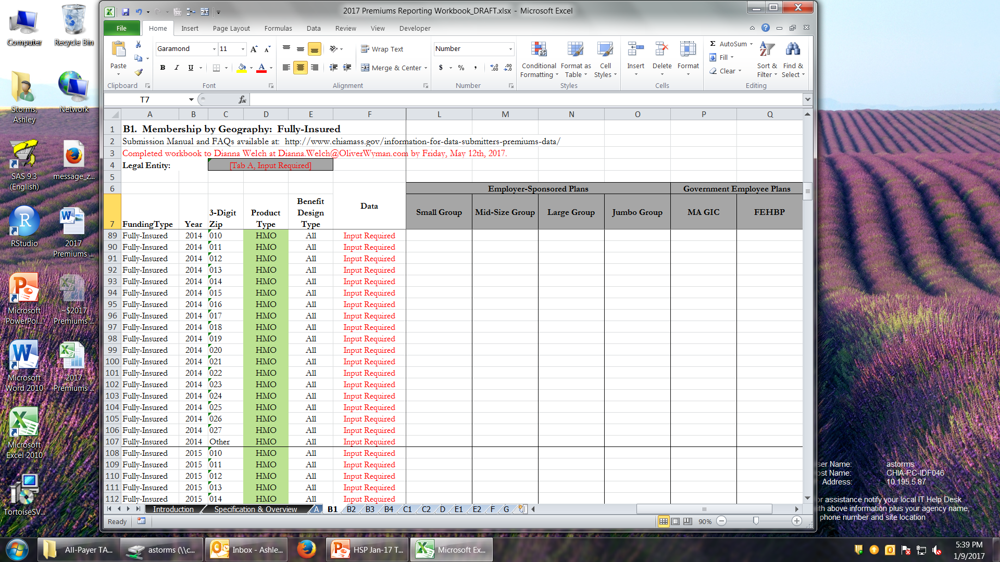 2017 Premiums Reporting Workbook_DRAFT.xlsx - Microsoft Excel
File Home Insert Page Layout Formulas Data Review View Developer
Garamond 11 Wrap Text Number AutoSum
Paste Conditional Formatting Format as Table Cell Styles Insert Delete Format Fill Sort & Filter Find & Select
B I U Merge & Center $ % , Clear
Clipboard Font Alignment Number Styles Cells Editing
T7 fx
A B C D E F L M N O P Q
1 B1. Membership by Geography: Fully-Insured
2 Submission Manual and FAQs available at: http://www.chiamass.gov/information-for-data-submitters-premiums-data/
3 Completed workbook to Dianna Welch at Dianna.Welch@OliverWyman.com by Friday, May 12th, 2017.
4 Legal Entity: [Tab A, Input Required]
5
6 Employer-Sponsored Plans Government Employee Plans
7 FundingType Year 3-Digit Zip Product Type Benefit Design Type Data Small Group Mid-Size Group Large Group Jumbo Group MA GIC FEHBP
89 Fully-Insured 2014 010 HMO All Input Required
90 Fully-Insured 2014 011 HMO All Input Required
91 Fully-Insured 2014 012 HMO All Input Required
92 Fully-Insured 2014 013 HMO All Input Required
93 Fully-Insured 2014 014 HMO All Input Required
94 Fully-Insured 2014 015 HMO All Input Required
95 Fully-Insured 2014 016 HMO All Input Required
96 Fully-Insured 2014 017 HMO All Input Required
97 Fully-Insured 2014 018 HMO All Input Required
98 Fully-Insured 2014 019 HMO All Input Required
99 Fully-Insured 2014 020 HMO All Input Required
100 Fully-Insured 2014 021 HMO All Input Required
101 Fully-Insured 2014 022 HMO All Input Required
102 Fully-Insured 2014 023 HMO All Input Required
103 Fully-Insured 2014 024 HMO All Input Required
104 Fully-Insured 2014 025 HMO All Input Required
105 Fully-Insured 2014 026 HMO All Input Required
106 Fully-Insured 2014 027 HMO All Input Required
107 Fully-Insured 2014 Other HMO All Input Required
108 Fully-Insured 2015 010 HMO All Input Required
109 Fully-Insured 2015 011 HMO All Input Required
110 Fully-Insured 2015 012 HMO All Input Required
111 Fully-Insured 2015 013 HMO All Input Required
112 Fully-Insured 2015 014 HMO All Input Required
Introduction Specification & Overview A B1 B2 B3 B4 C1 C2 D E1 E2 F G
Ready 90%
Computer
Recycle Bin
Storms, Ashley
Network
SAS 9.3 (English)
message_z...
RStudio
2017 Premiums ...
Microsoft PowerPoi...
~$2017 Premiums ...
Microsoft Word 2010
2017 Premiums ...
Microsoft Excel 2010
TortoiseSV...
ser Name: astorms
ost Name: CHIA-PC-IDF046
Address: 10.195.5.87
or assistance notify your local IT Help Desk
ith above information plus your agency name,
phone number and site location
All-Payer TA... astorms (\\c... Inbox - Ashle... HSP Jan-17 T... Microsoft Ex...
5:39 PM
1/9/2017